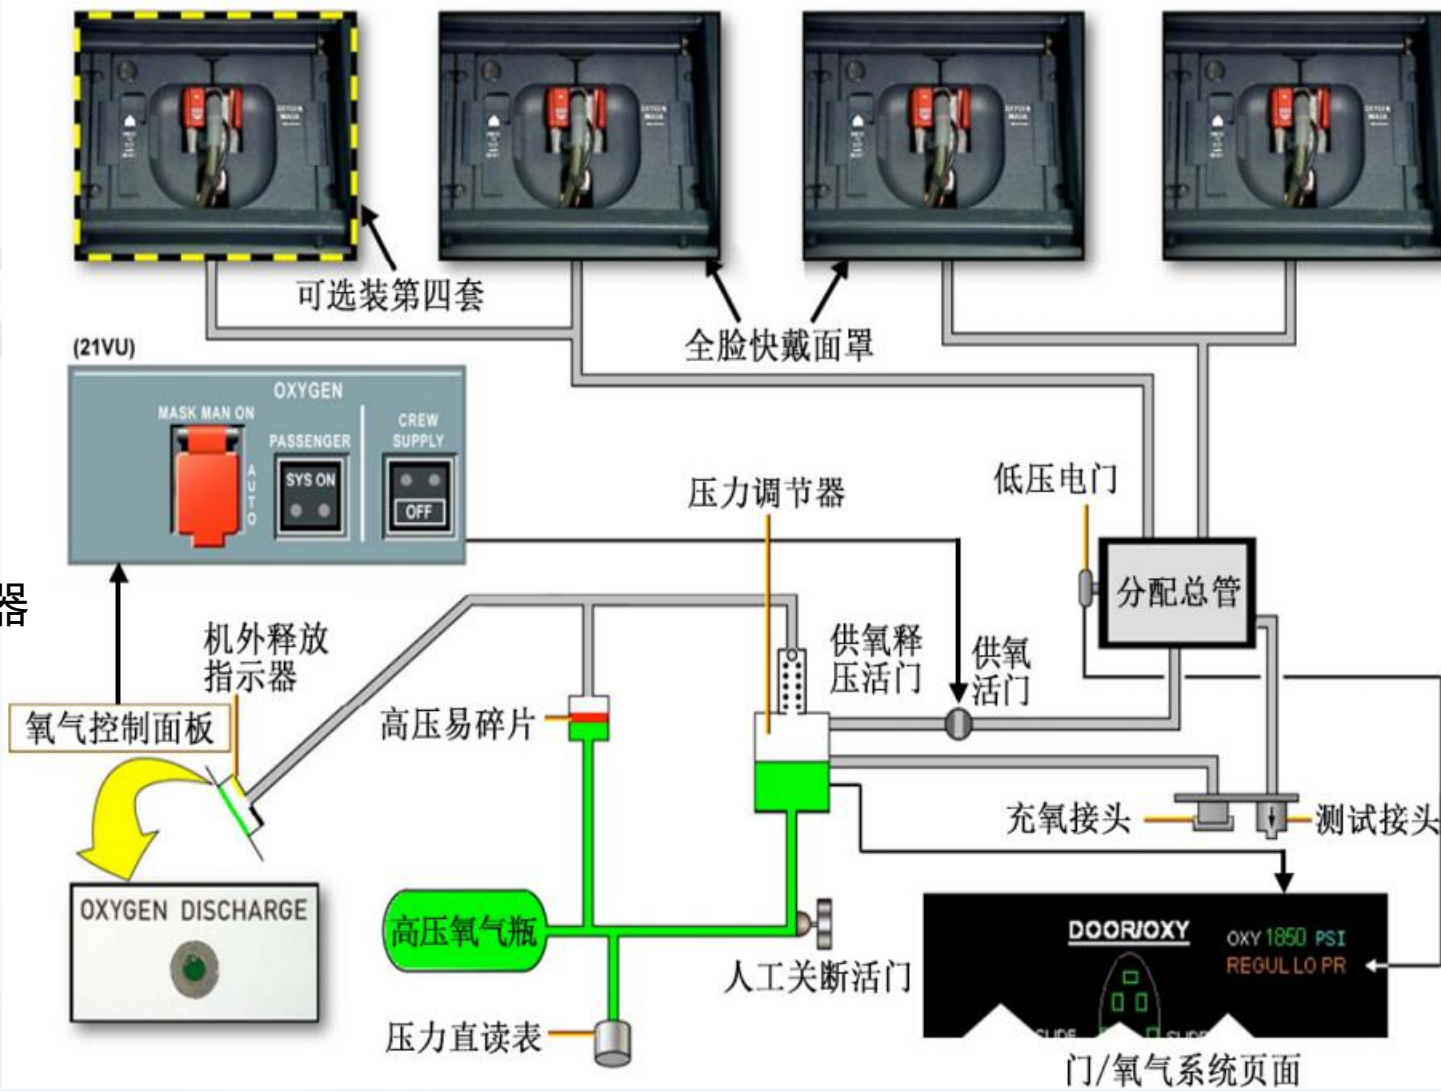 可选装第四套
全脸快戴面罩
(21VU)
OXYGEN
MASK MAN ON
AUTO
PASSENGER
SYS ON
CREW
SUPPLY
OFF
压力调节器
低压电门
分配总管
器
机外释放
指示器
供氧释
压活门
供氧
活门
氧气控制面板
高压易碎片
充氧接头
测试接头
OXYGEN DISCHARGE
高压氧气瓶
人工关断活门
压力直读表
DOOR/OXY
OXY 1850 PSI
REGUL LO PR
门/氧气系统页面